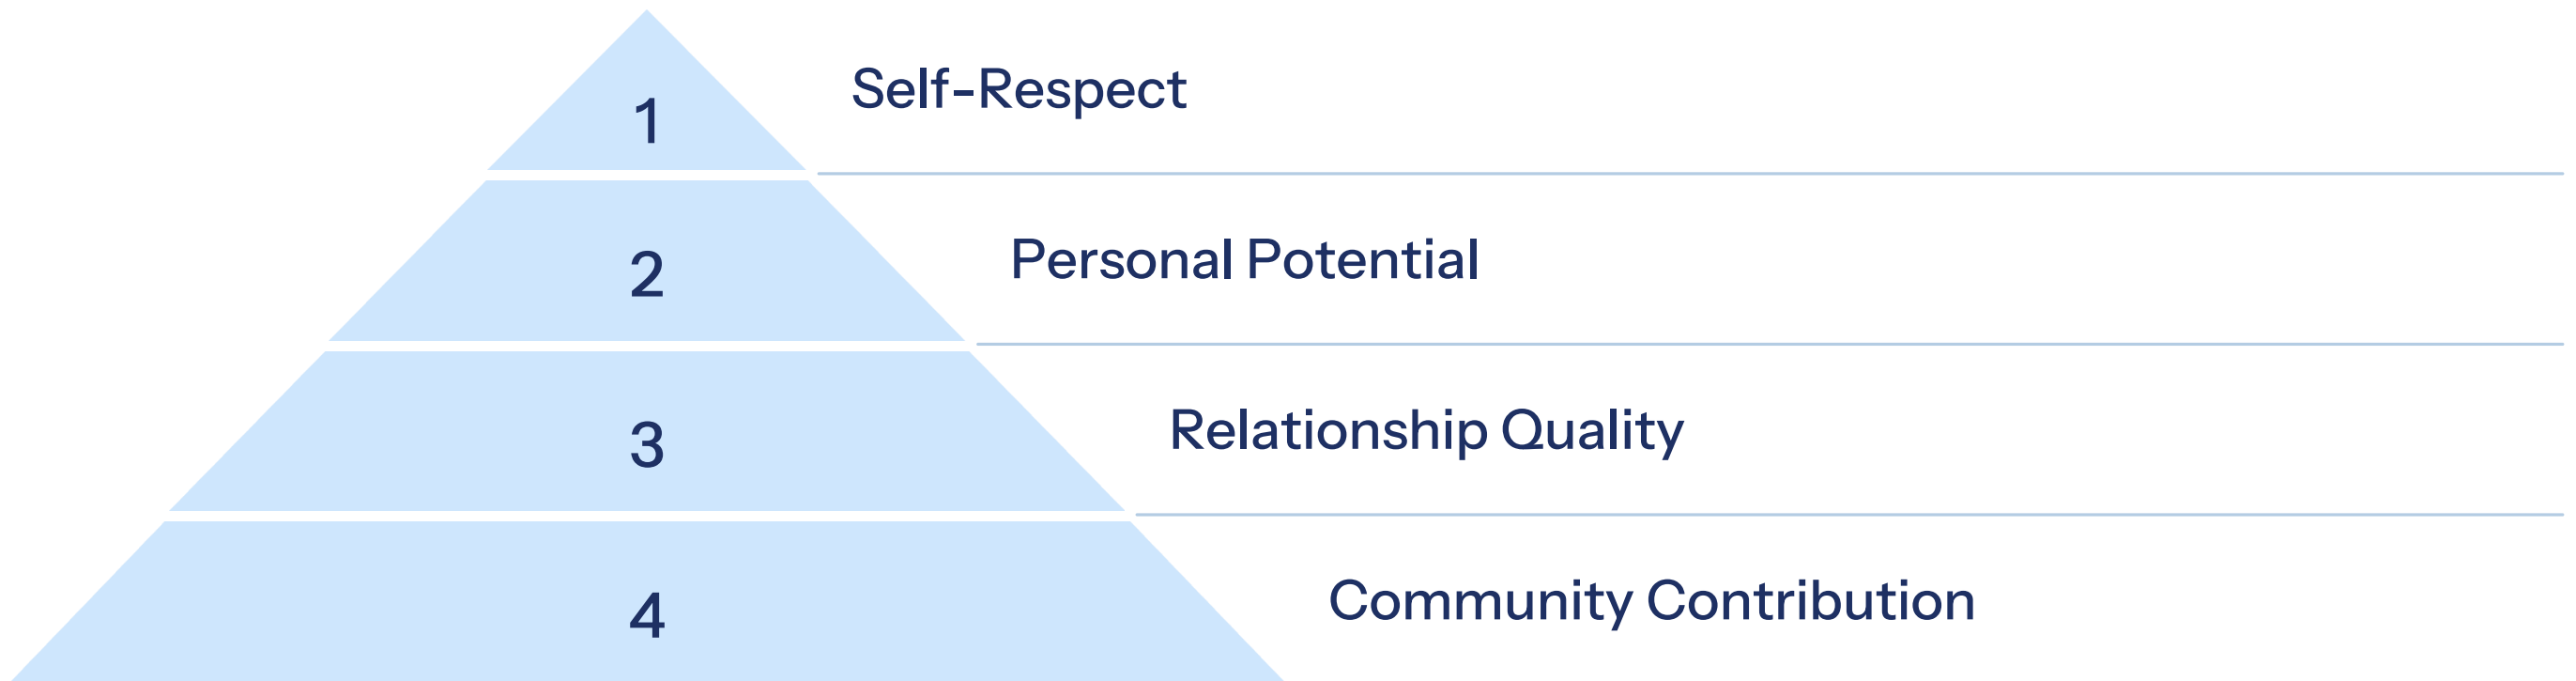 1
Self-Respect
2
Personal Potential
3
Relationship Quality
4
Community Contribution